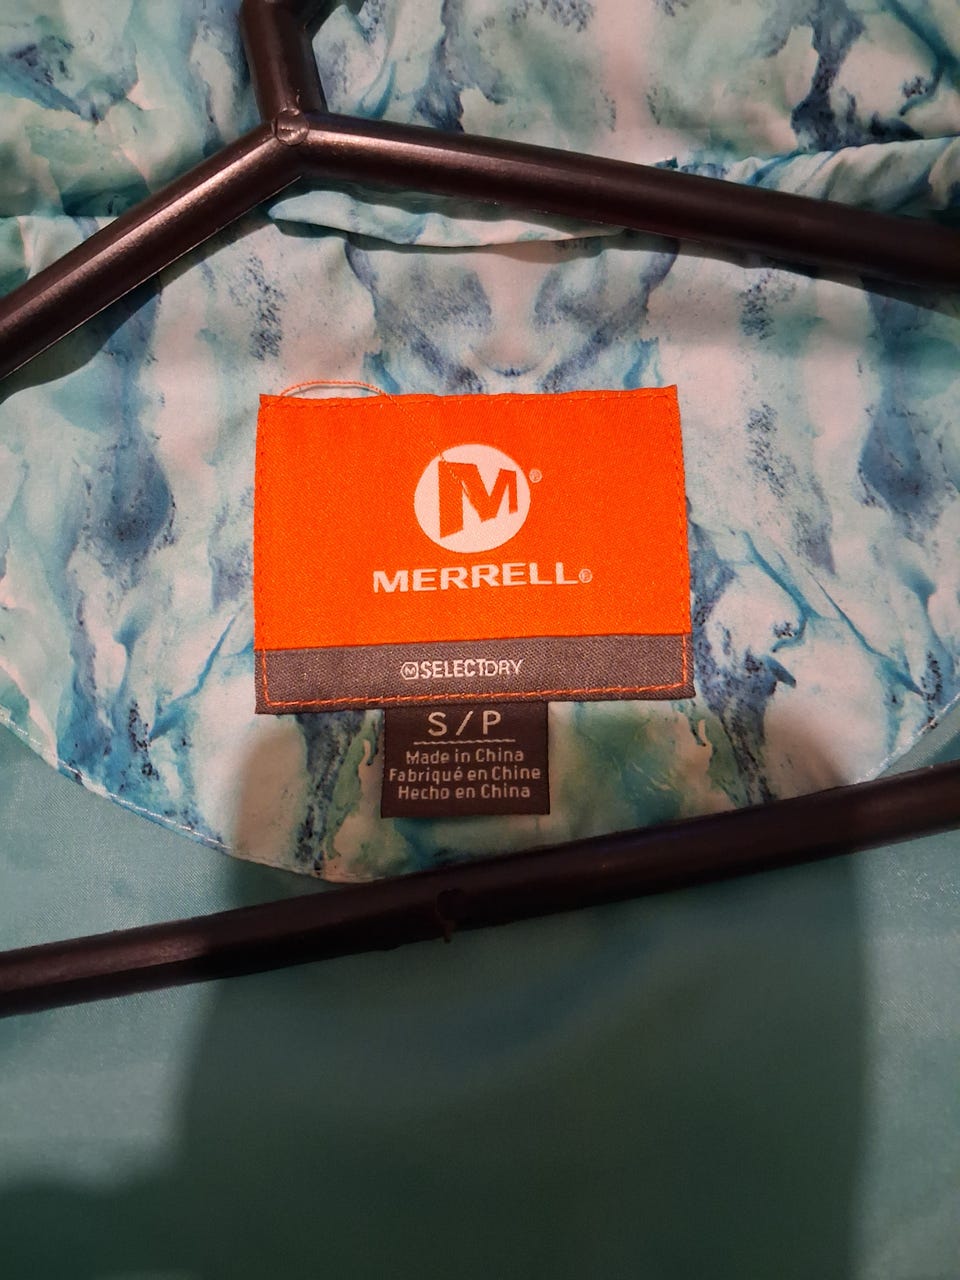 M®
MERRELL®
M SELECTDRY
S/P
Made in China
Fabriqué en Chine
Hecho en China